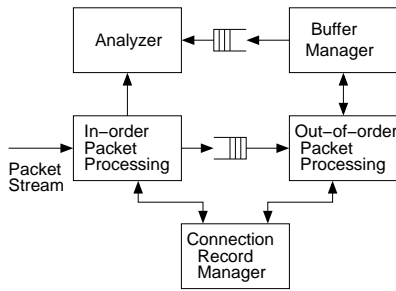 Analyzer
Buffer
Manager
In-order
Packet
Processing
Out-of-order
Packet
Processing
Packet
Stream
Connection
Record
Manager